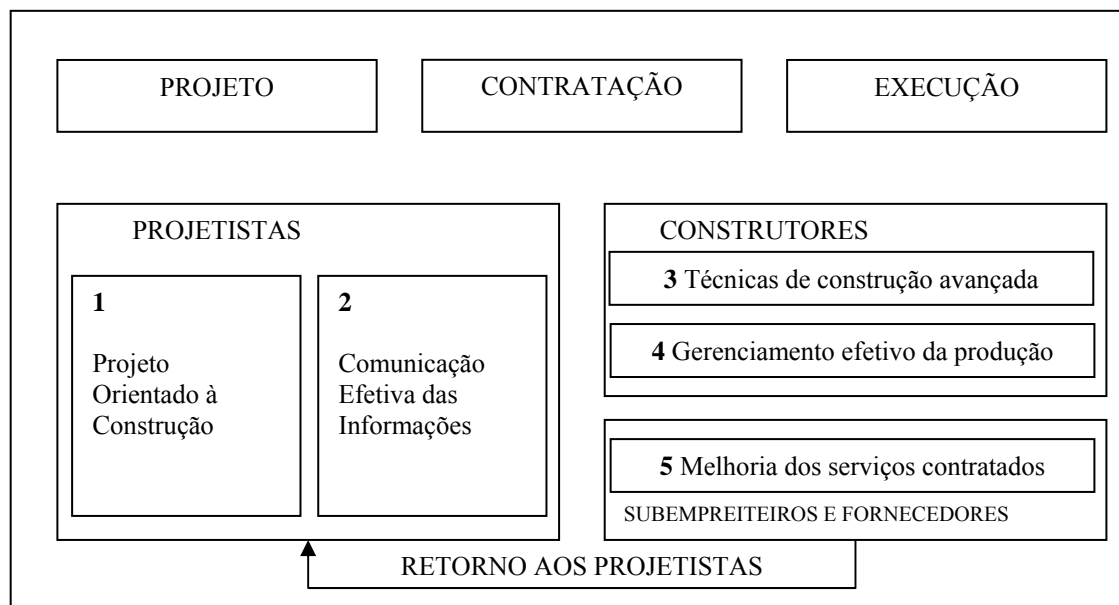 PROJETO
CONTRATAÇÃO
EXECUÇÃO
PROJETISTAS
1
Projeto
Orientado à
Construção
2
Comunicação
Efetiva das
Informações
CONSTRUTORES
3 Técnicas de construção avançada
4 Gerenciamento efetivo da produção
5 Melhoria dos serviços contratados
SUBEMPREITEIROS E FORNECEDORES
RETORNO AOS PROJETISTAS